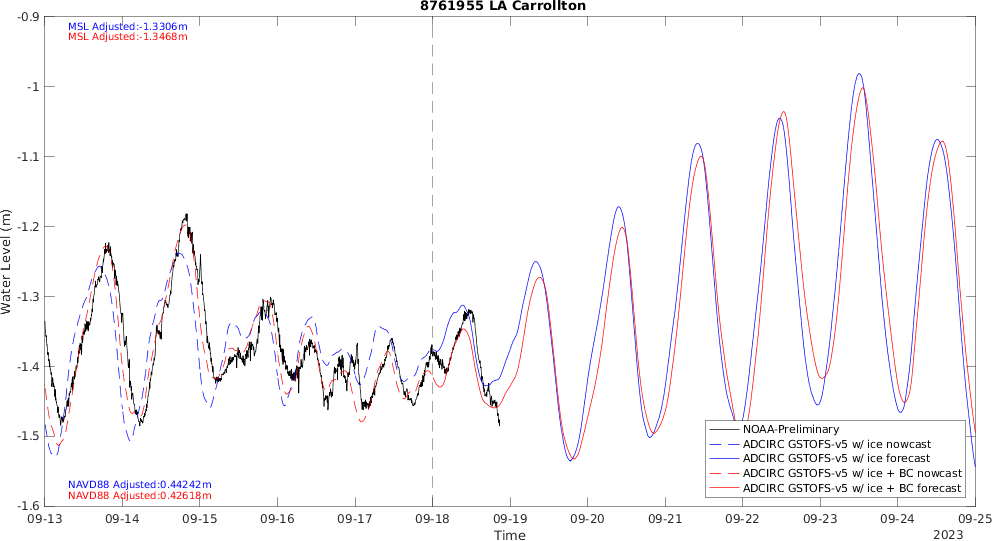 8761955 LA Carrollton
MSL Adjusted:-1.3306m
MSL Adjusted:-1.3468m
Water Level (m)
-0.9
-1
-1.1
-1.2
-1.3
-1.4
-1.5
-1.6
NAVD88 Adjusted:0.44242m
NAVD88 Adjusted:0.42618m
NOAA-Preliminary
ADCIRC GSTOFS-v5 w/ ice nowcast
ADCIRC GSTOFS-v5 w/ ice forecast
ADCIRC GSTOFS-v5 w/ ice + BC nowcast
ADCIRC GSTOFS-v5 w/ ice + BC forecast
09-13 09-14 09-15 09-16 09-17 09-18 09-19 09-20 09-21 09-22 09-23 09-24 09-25
Time
2023